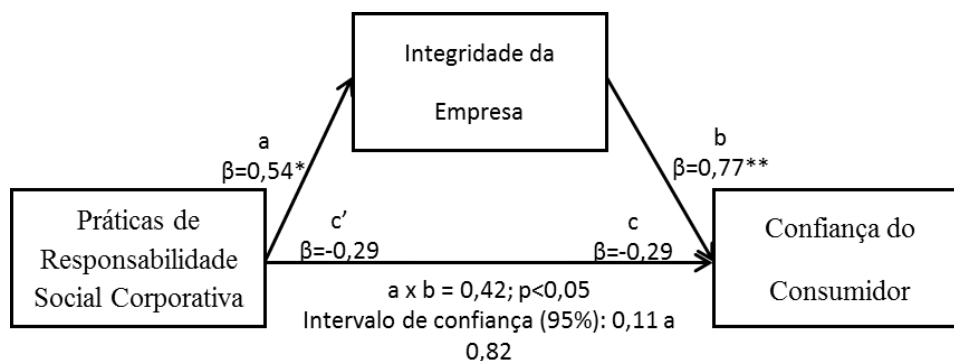 Integridade da
Empresa
a
β=0,54*
b
β=0,77**
Práticas de
Responsabilidade
Social Corporativa
c’
β=-0,29
c
β=-0,29
Confiança do
Consumidor
a x b = 0,42; p<0,05
Intervalo de confiança (95%): 0,11 a
0,82